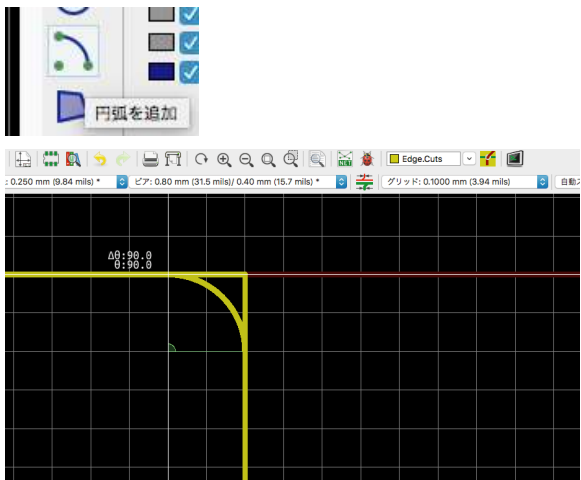 円弧を追加
NET
Edge.Cuts
: 0.250 mm (9.84 mils) *
ビア: 0.80 mm (31.5 mils)/ 0.40 mm (15.7 mils) *
グリッド: 0.1000 mm (3.94 mils)
自動ス
Δθ:90.0
θ:90.0